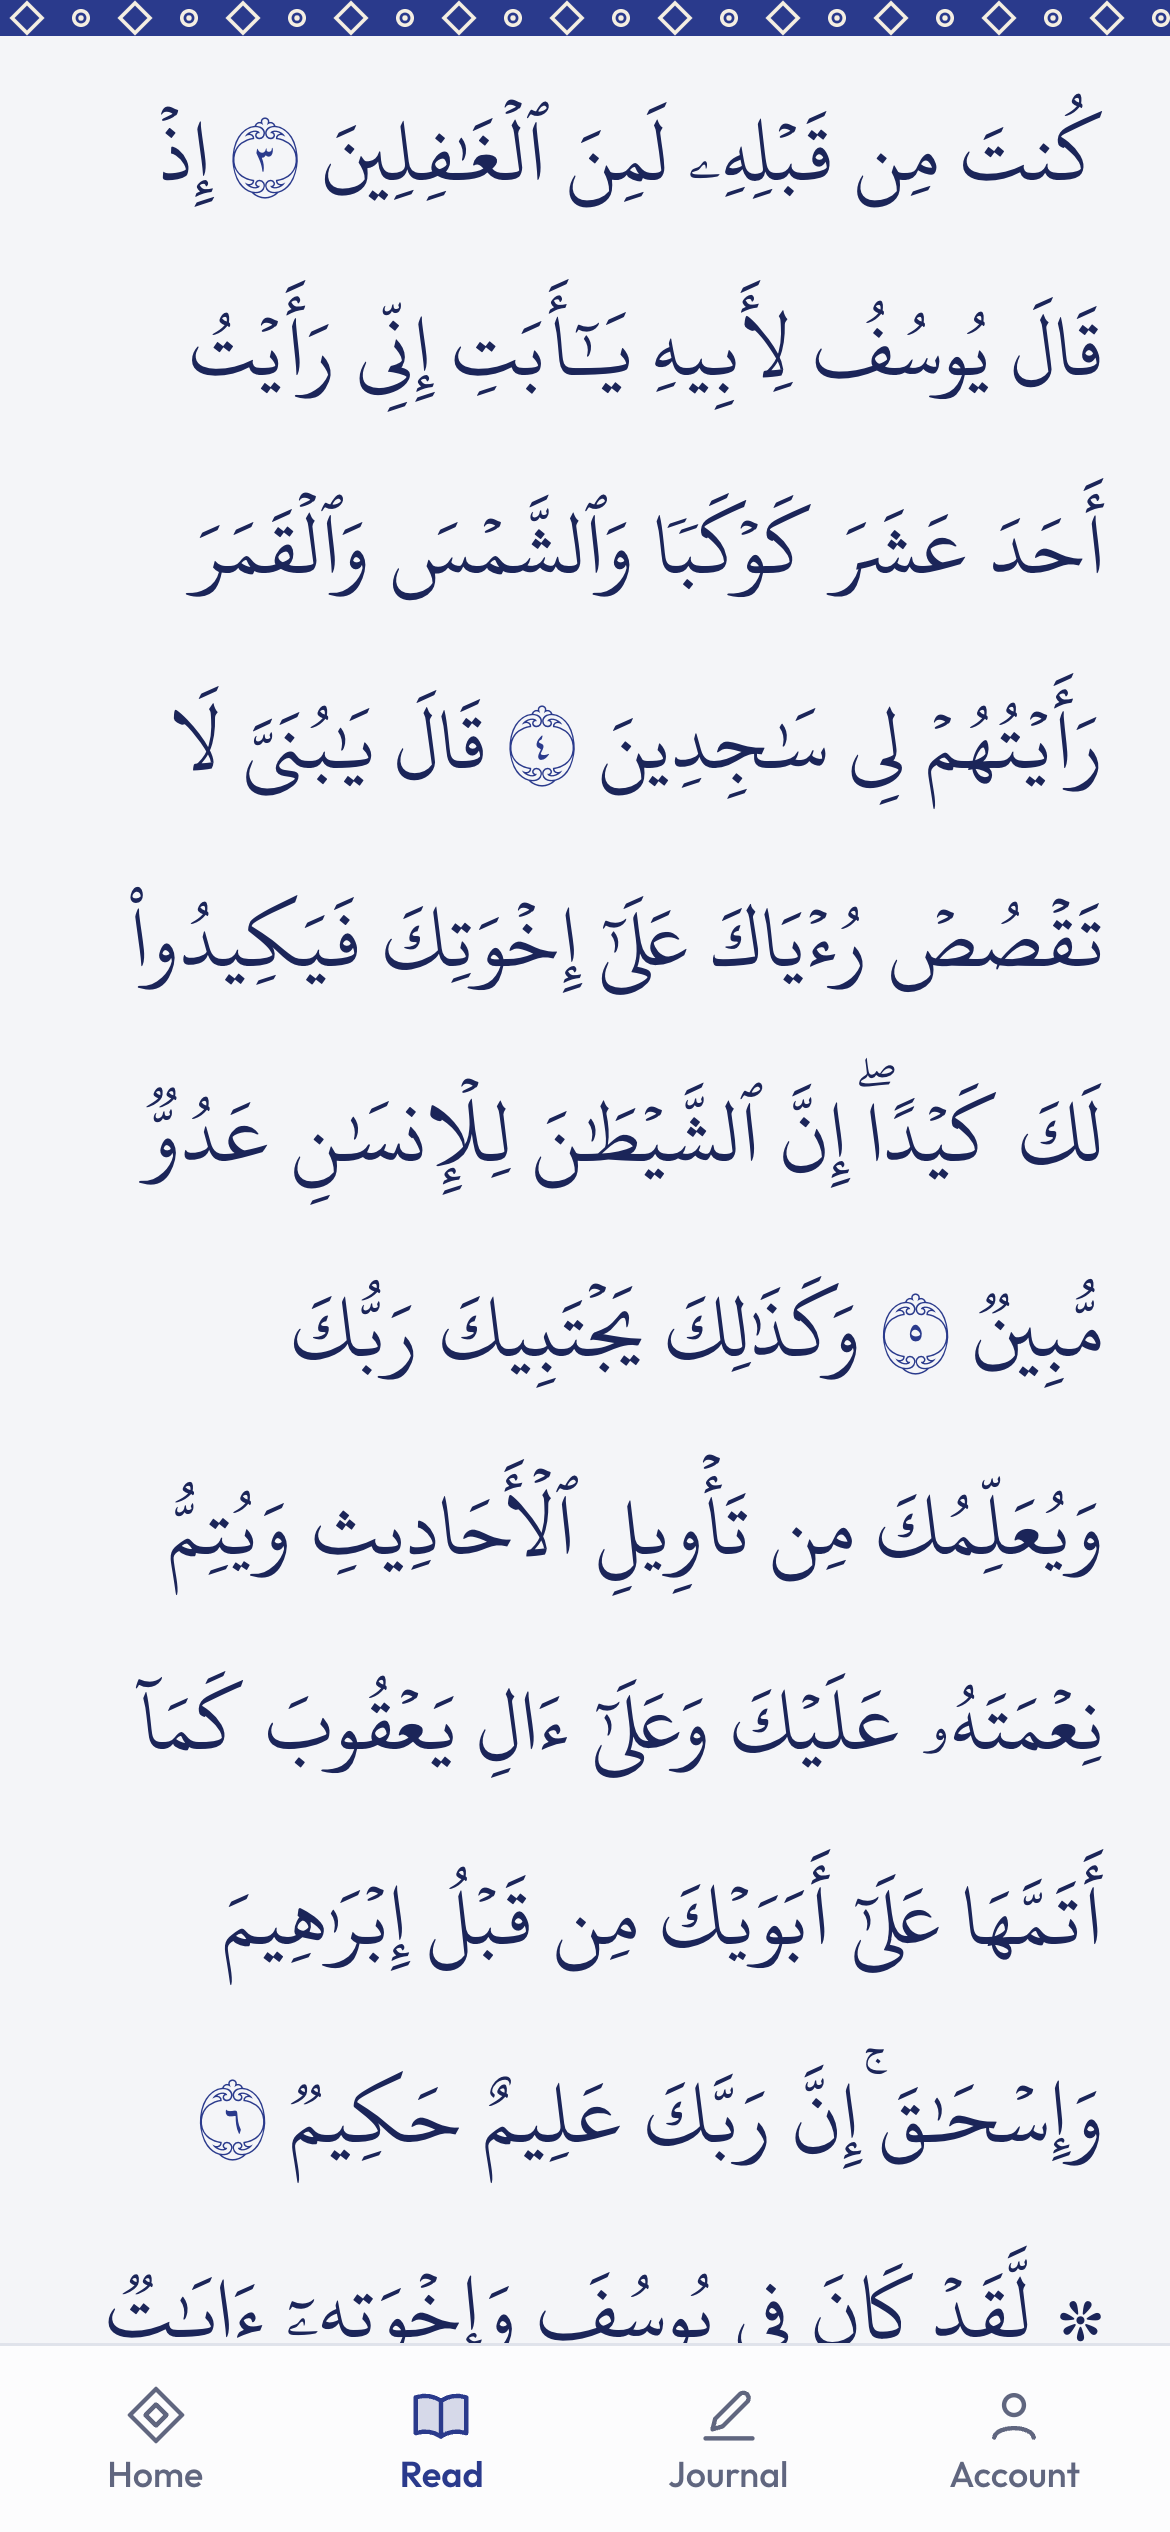 كُنتَ مِن قَبْلِهِۦ لَمِنَ ٱلْغَـٰفِلِينَ ٣ إِذْ
قَالَ يُوسُفُ لِأَبِيهِ يَـٰٓأَبَتِ إِنِّى رَأَيْتُ
أَحَدَ عَشَرَ كَوْكَبًا وَٱلشَّمْسَ وَٱلْقَمَرَ
رَأَيْتُهُمْ لِى سَـٰجِدِينَ ٤ قَالَ يَـٰبُنَىَّ لَا
تَقْصُصْ رُءْيَاكَ عَلَىٰٓ إِخْوَتِكَ فَيَكِيدُوا۟
لَكَ كَيْدًا ۖ إِنَّ ٱلشَّيْطَـٰنَ لِلْإِنسَـٰنِ عَدُوٌّ
مُّبِينٌ ٥ وَكَذَٰلِكَ يَجْتَبِيكَ رَبُّكَ
وَيُعَلِّمُكَ مِن تَأْوِيلِ ٱلْأَحَادِيثِ وَيُتِمُّ
نِعْمَتَهُۥ عَلَيْكَ وَعَلَىٰٓ ءَالِ يَعْقُوبَ كَمَآ
أَتَمَّهَا عَلَىٰٓ أَبَوَيْكَ مِن قَبْلُ إِبْرَٰهِيمَ
وَإِسْحَـٰقَ ۚ إِنَّ رَبَّكَ عَلِيمٌ حَكِيمٌ ٦
۞ لَّقَدْ كَانَ فِى يُوسُفَ وَإِخْوَتِهِۦٓ ءَايَـٰتٌ
Home Read Journal Account